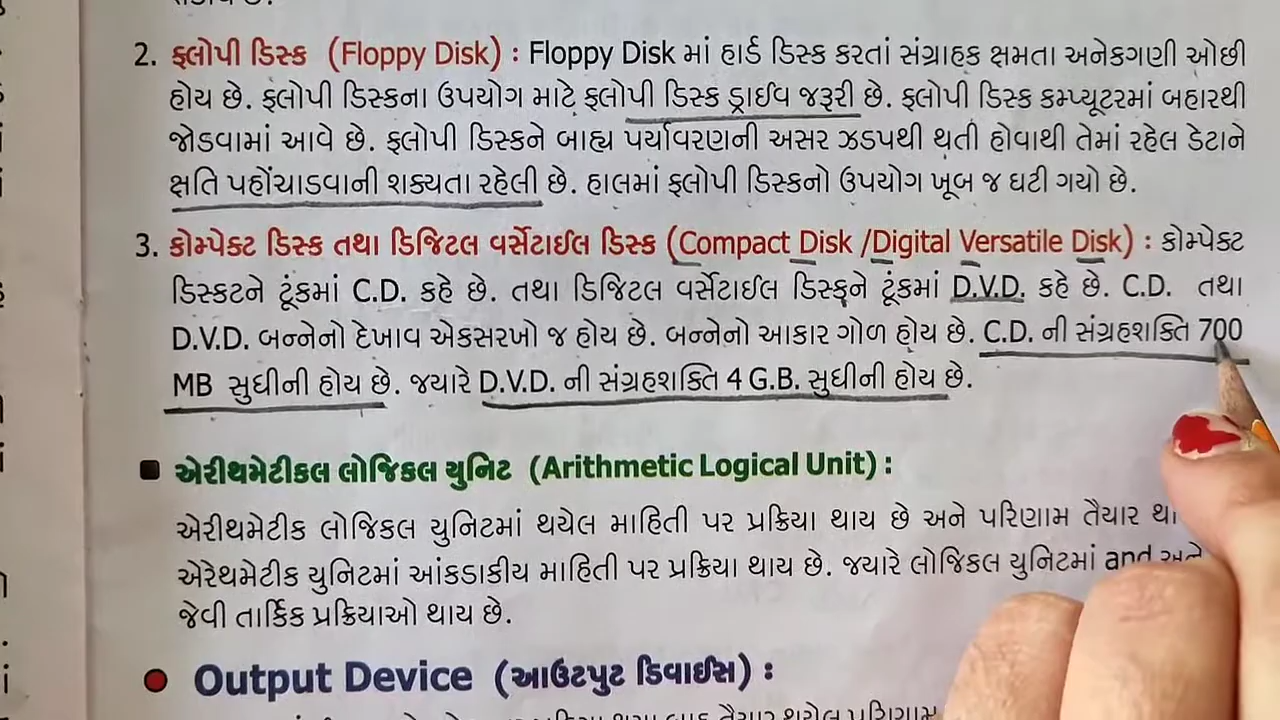 2. ફ્લોપી ડિસ્ક (Floppy Disk) : Floppy Disk માં હાર્ડ ડિસ્ક કરતાં સંગ્રાહક ક્ષમતા અનેકગણી ઓછી
હોય છે. ફ્લોપી ડિસ્કના ઉપયોગ માટે ફ્લોપી ડિસ્ક ડ્રાઈવ જરૂરી છે. ફ્લોપી ડિસ્ક કમ્પ્યૂટરમાં બહારથી
જોડવામાં આવે છે. ફ્લોપી ડિસ્કને બાહ્ય પર્યાવરણની અસર ઝડપથી થતી હોવાથી તેમાં રહેલ ડેટાને
ક્ષતિ પહોંચાડવાની શક્યતા રહેલી છે. હાલમાં ફ્લોપી ડિસ્કનો ઉપયોગ ખૂબ જ ઘટી ગયો છે.
3. કોમ્પેક્ટ ડિસ્ક તથા ડિજિટલ વર્સેટાઈલ ડિસ્ક (Compact Disk /Digital Versatile Disk) : કોમ્પેક્ટ
ડિસ્કટને ટૂંકમાં C.D. કહે છે. તથા ડિજિટલ વર્સેટાઈલ ડિસ્કને ટૂંકમાં D.V.D. કહે છે. C.D. તથા
D.V.D. બન્નેનો દેખાવ એકસરખો જ હોય છે. બન્નેનો આકાર ગોળ હોય છે. C.D. ની સંગ્રહશક્તિ 700
MB સુધીની હોય છે. જયારે D.V.D. ની સંગ્રહશક્તિ 4 G.B. સુધીની હોય છે.
એરીથમેટીકલ લોજિકલ યુનિટ (Arithmetic Logical Unit) :
એરીથમેટીક લોજિકલ યુનિટમાં થયેલ માહિતી પર પ્રક્રિયા થાય છે અને પરિણામ તૈયાર
એરેથમેટીક યુનિટમાં આંકડાકીય માહિતી પર પ્રક્રિયા થાય છે. જયારે લોજિકલ યુનિટમાં and અને
જેવી તાર્કિક પ્રક્રિયાઓ થાય છે.
Output Device (આઉટપુટ ડિવાઈસ) :